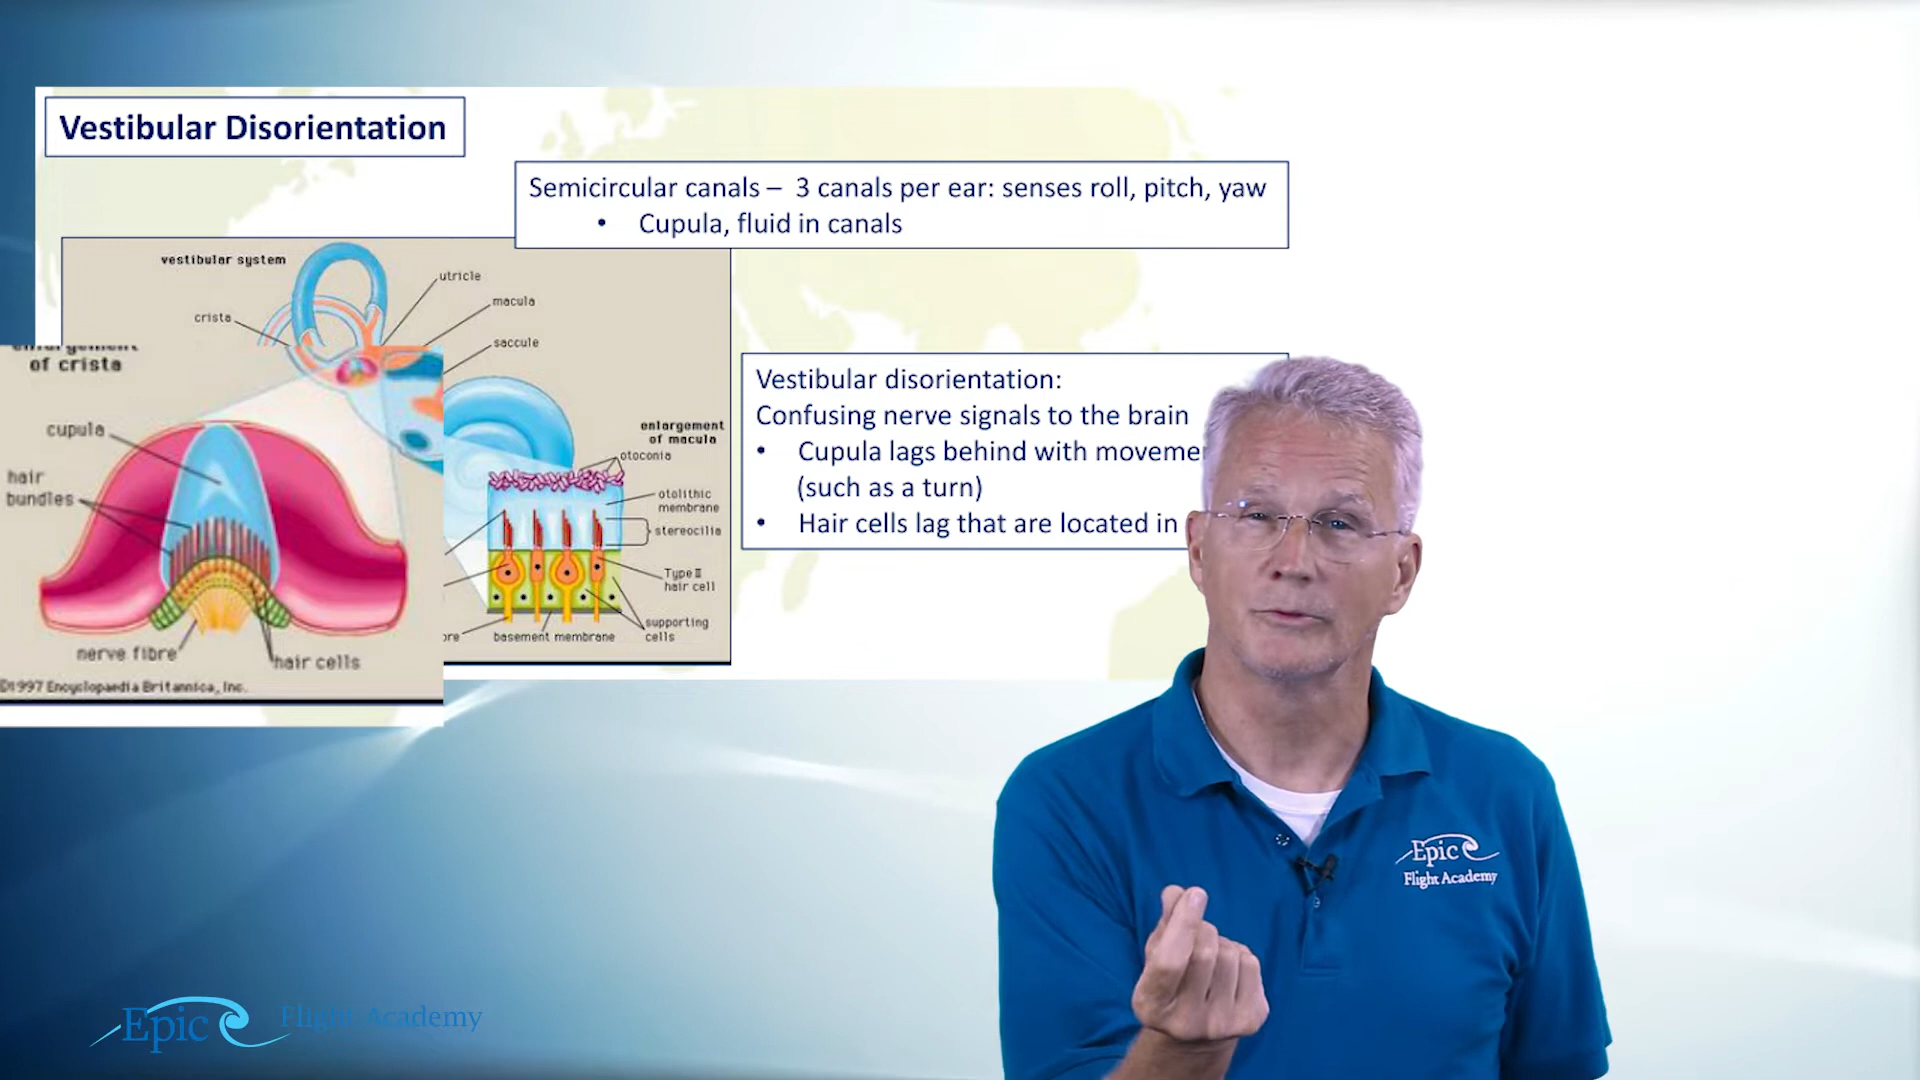 Vestibular Disorientation
Semicircular canals – 3 canals per ear: senses roll, pitch, yaw
• Cupula, fluid in canals
vestibular system
utricle
crista
macula
saccule
of crista
cupula
hair
bundles
nerve fibre
hair cells
©1997 Encyclopaedia Britannica, Inc.
enlargement
of macula
otoconia
otolithic
membrane
stereocilia
Type II
hair cell
supporting
cells
basement membrane
Vestibular disorientation:
Confusing nerve signals to the brain
• Cupula lags behind with moveme
(such as a turn)
• Hair cells lag that are located in
Epic
Flight Academy
Epic Flight Academy